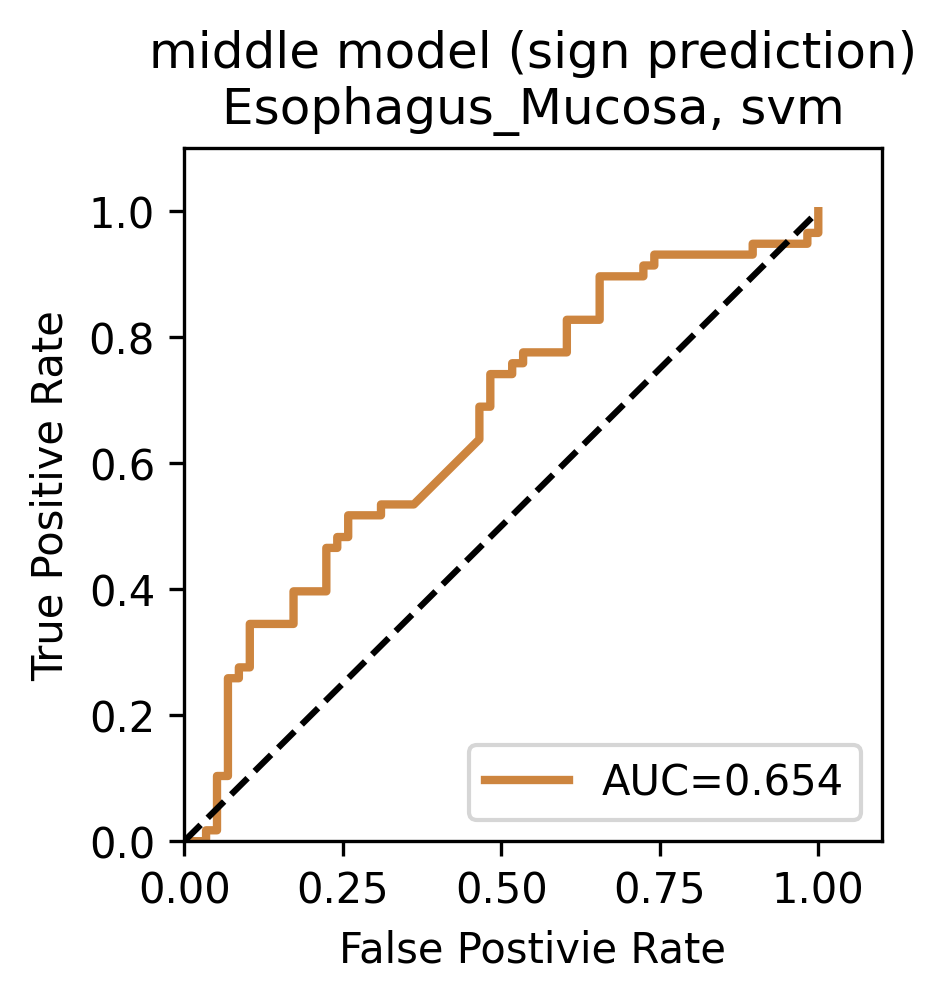 middle model (sign prediction)
Esophagus_Mucosa, svm
1.0
0.8
0.6
0.4
0.2
0.0
True Positive Rate
AUC=0.654
0.00 0.25 0.50 0.75 1.00
False Postivie Rate